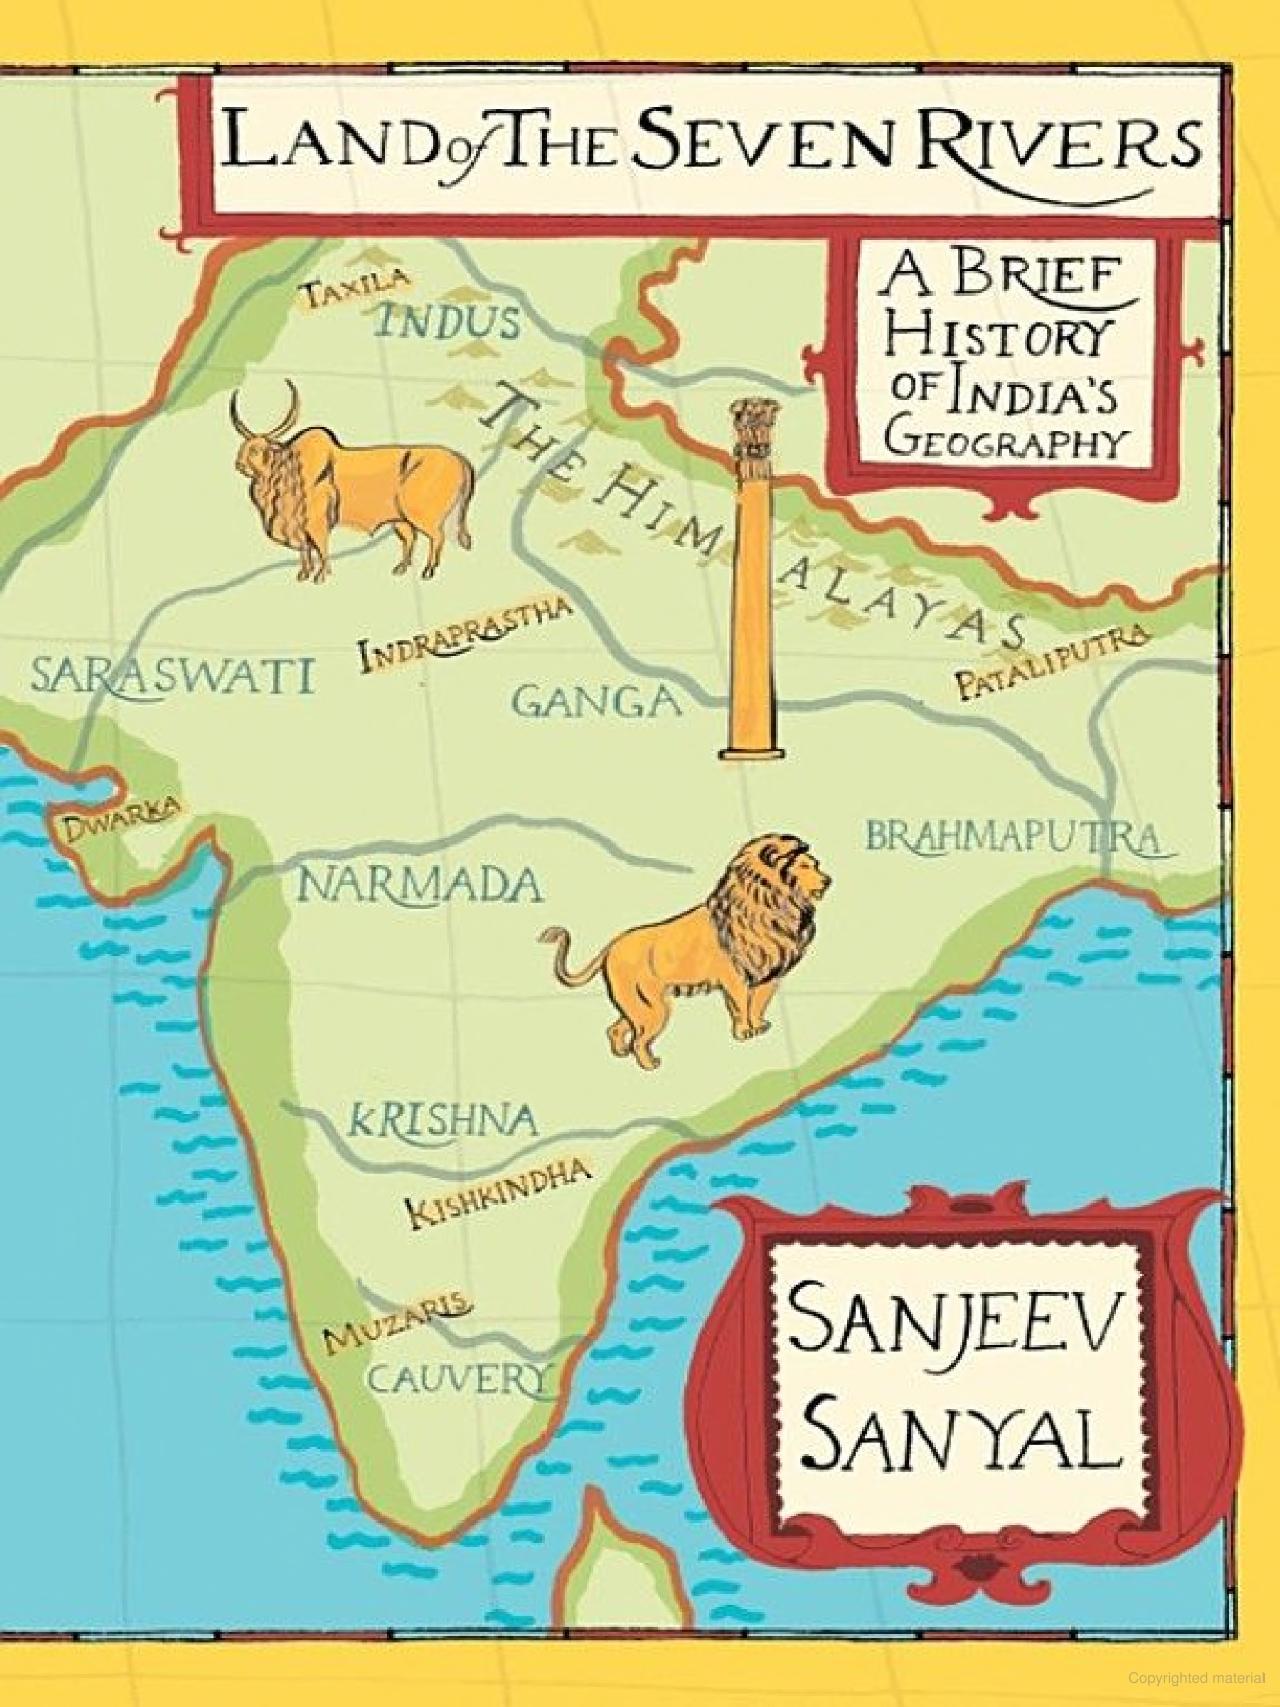 LAND of THE SEVEN RIVERS
A BRIEF
HISTORY
OF INDIA'S
GEOGRAPHY
TAXILA
INDUS
THE HIMALAYAS
INDRAPRASTHA
SARASWATI
GANGA
PATALIPUTRA
DWARKA
BRAHMAPUTRA
NARMADA
KRISHNA
KISHKINDHA
MUZARIS
CAUVERY
SANJEEV
SANYAL
Copyrighted material